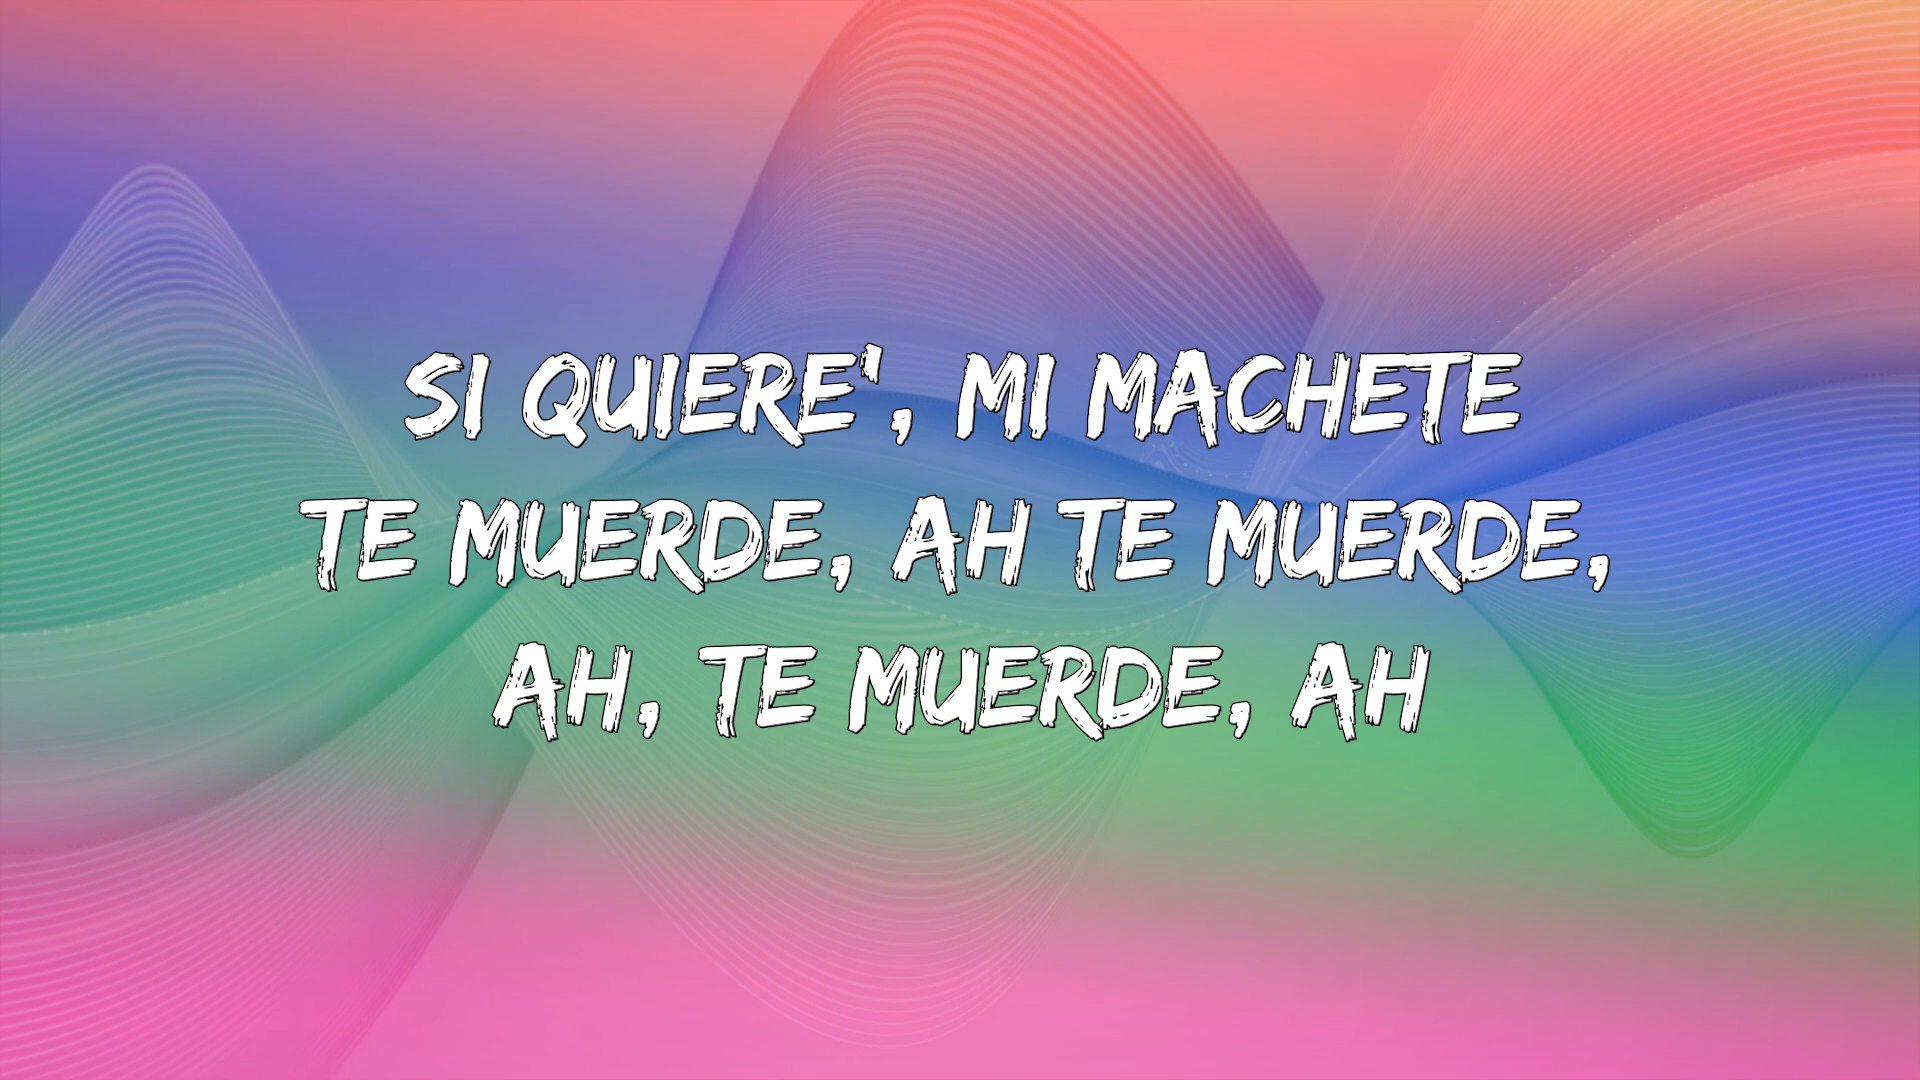 SI QUIERE', MI MACHETE
TE MUERDE, AH TE MUERDE,
AH, TE MUERDE, AH